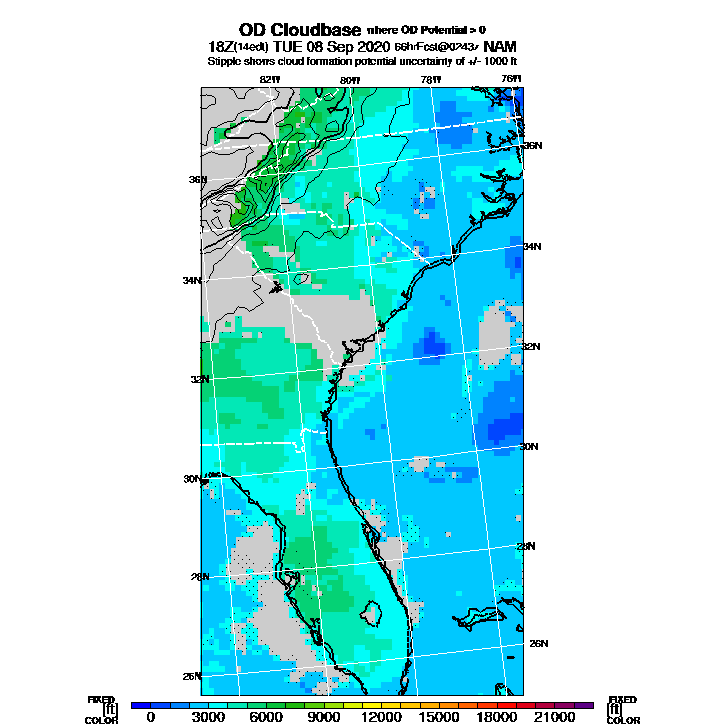 OD Cloudbase where OD Potential > 0
18Z(14edt) TUE 08 Sep 2020 66hrFcst@0243z NAM
Stipple shows cloud formation potential uncertainty of +/- 1000 ft
82W 80W 78W 76W
36N
36N
34N
34N
32N
32N
30N
30N
28N
28N
26N
26N
FIXED FIXED
[ft] [ft]
COLOR 0 3000 6000 9000 12000 15000 18000 21000 COLOR